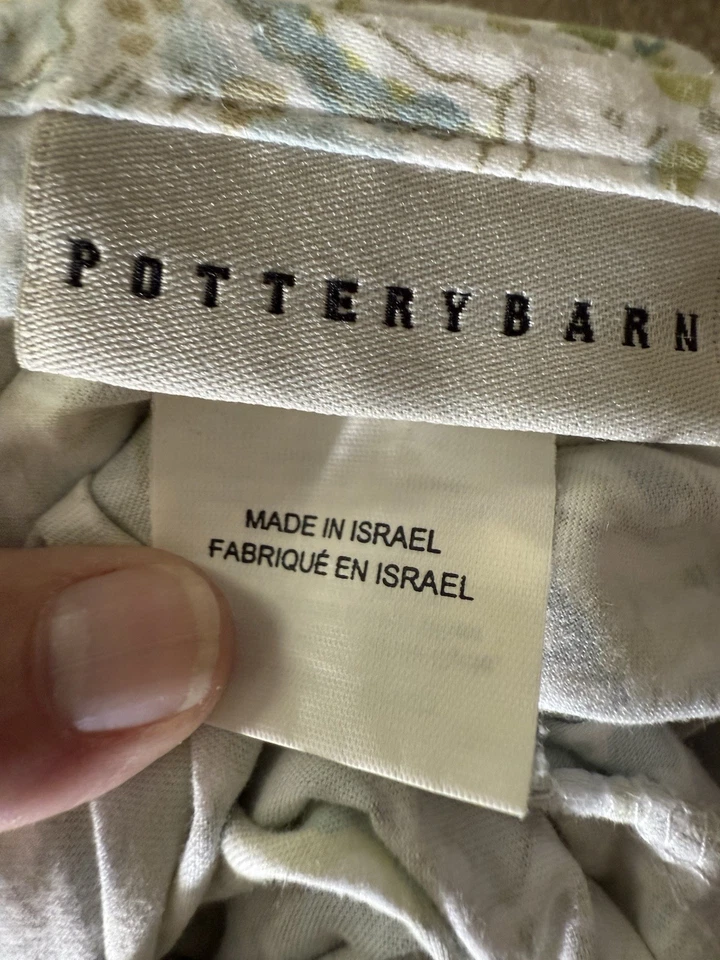 POTTERYBARN
MADE IN ISRAEL
FABRIQUÉ EN ISRAEL